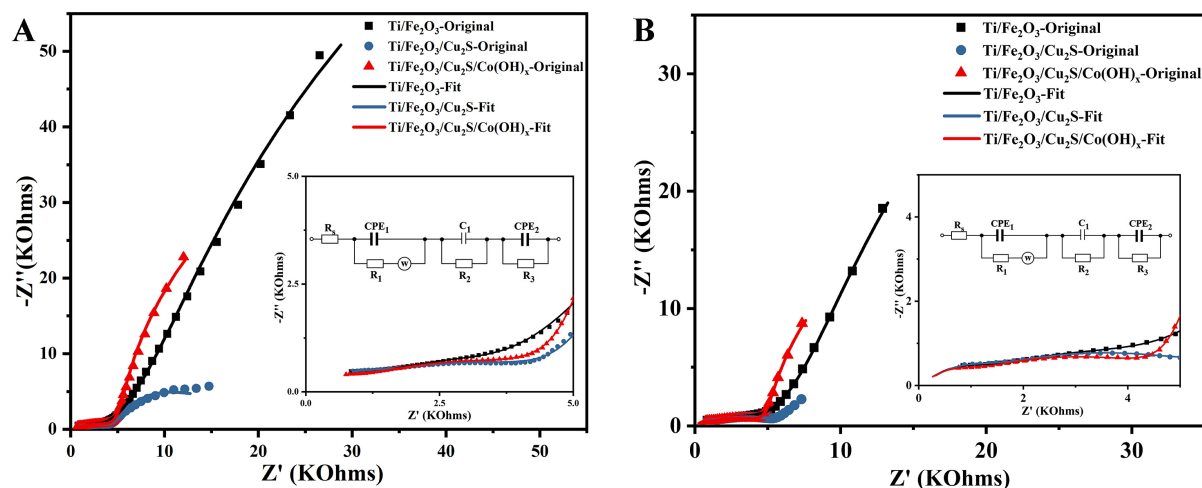 A
Ti/Fe₂O₃-Original
Ti/Fe₂O₃/Cu₂S-Original
Ti/Fe₂O₃/Cu₂S/Co(OH)ₓ-Original
Ti/Fe₂O₃-Fit
Ti/Fe₂O₃/Cu₂S-Fit
Ti/Fe₂O₃/Cu₂S/Co(OH)ₓ-Fit
-Z''(KOhms)
50
40
30
20
10
0
0 10 20 30 40 50
Z' (KOhms)
-Z'' (KOhms)
5.0
2.5
0.0
0.0 2.5 5.0
Z' (KOhms)
Rs CPE₁ C₁ CPE₂
R₁ W R₂ R₃
B
Ti/Fe₂O₃-Original
Ti/Fe₂O₃/Cu₂S-Original
Ti/Fe₂O₃/Cu₂S/Co(OH)ₓ-Original
Ti/Fe₂O₃-Fit
Ti/Fe₂O₃/Cu₂S-Fit
Ti/Fe₂O₃/Cu₂S/Co(OH)ₓ-Fit
-Z'' (KOhms)
30
20
10
0
0 10 20 30
Z' (KOhms)
-Z'' (KOhms)
4
2
0
0 2 4
Z' (KOhms)
Rs CPE₁ C₁ CPE₂
R₁ W R₂ R₃